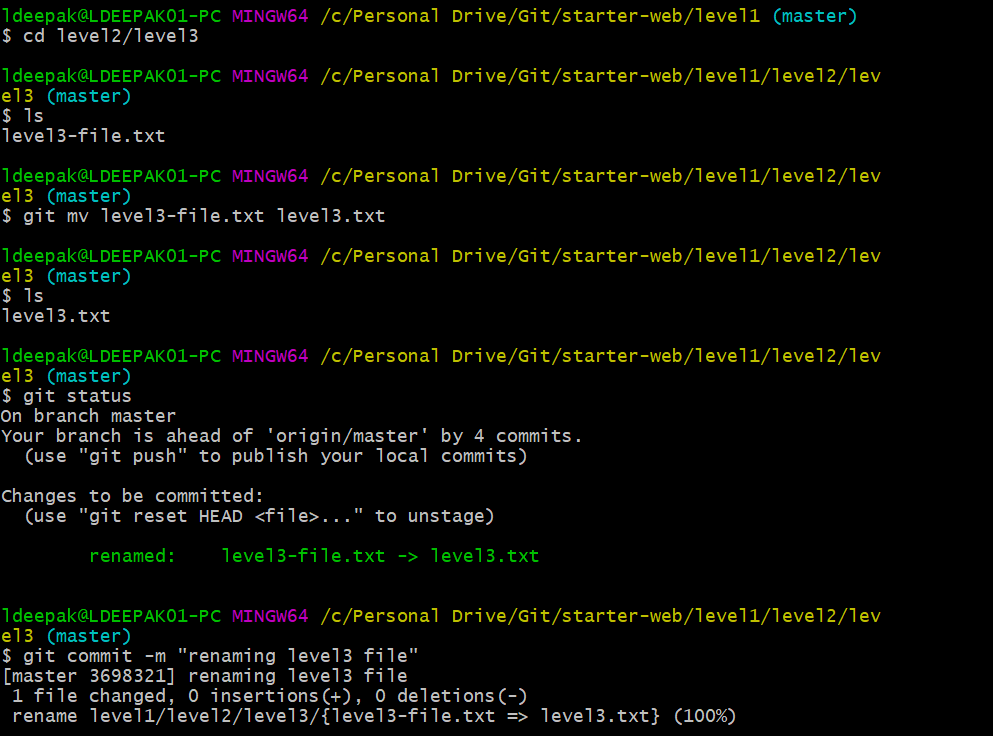 ldeepak@LDEEPAK01-PC MINGW64 /c/Personal Drive/Git/starter-web/level1 (master)
$ cd level2/level3

ldeepak@LDEEPAK01-PC MINGW64 /c/Personal Drive/Git/starter-web/level1/level2/lev
el3 (master)
$ ls
level3-file.txt

ldeepak@LDEEPAK01-PC MINGW64 /c/Personal Drive/Git/starter-web/level1/level2/lev
el3 (master)
$ git mv level3-file.txt level3.txt

ldeepak@LDEEPAK01-PC MINGW64 /c/Personal Drive/Git/starter-web/level1/level2/lev
el3 (master)
$ ls
level3.txt

ldeepak@LDEEPAK01-PC MINGW64 /c/Personal Drive/Git/starter-web/level1/level2/lev
el3 (master)
$ git status
On branch master
Your branch is ahead of 'origin/master' by 4 commits.
  (use "git push" to publish your local commits)

Changes to be committed:
  (use "git reset HEAD <file>..." to unstage)

        renamed:    level3-file.txt -> level3.txt


ldeepak@LDEEPAK01-PC MINGW64 /c/Personal Drive/Git/starter-web/level1/level2/lev
el3 (master)
$ git commit -m "renaming level3 file"
[master 3698321] renaming level3 file
 1 file changed, 0 insertions(+), 0 deletions(-)
 rename level1/level2/level3/{level3-file.txt => level3.txt} (100%)